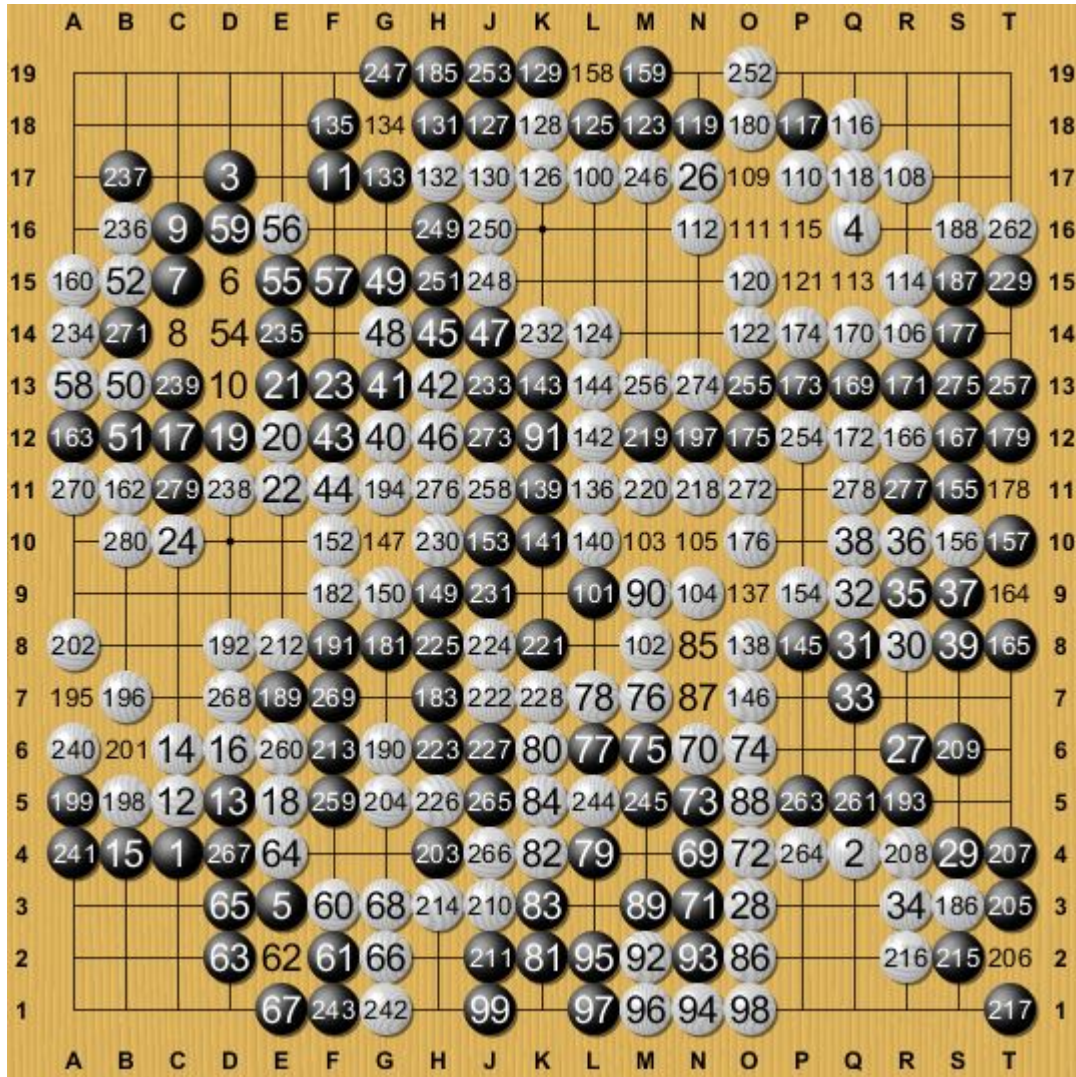 A B C D E F G H J K L M N O P Q R S T
19 247 185 253 129 158 159 252 19
18 135 134 131 127 128 125 123 119 180 117 116 18
17 237 3 11 133 132 130 126 100 246 26 109 110 118 108 17
16 236 9 59 56 249 250 112 111 115 4 188 262 16
15 160 52 7 6 55 57 49 251 248 120 121 113 114 187 229 15
14 234 271 8 54 235 48 45 47 232 124 122 174 170 106 177 14
13 58 50 239 10 21 23 41 42 233 143 144 256 274 255 173 169 171 275 257 13
12 163 51 17 19 20 43 40 46 273 91 142 219 197 175 254 172 166 167 179 12
11 270 162 279 238 22 44 194 276 258 139 136 220 218 272 278 277 155 178 11
10 280 24 152 147 230 153 141 140 103 105 176 38 36 156 157 10
9 182 150 149 231 101 90 104 137 154 32 35 37 164 9
8 202 192 212 191 181 225 224 221 102 85 138 145 31 30 39 165 8
7 195 196 268 189 269 183 222 228 78 76 87 146 33 7
6 240 201 14 16 260 213 190 223 227 80 77 75 70 74 27 209 6
5 199 198 12 13 18 259 204 226 265 84 244 245 73 88 263 261 193 5
4 241 15 1 267 64 203 266 82 79 69 72 264 2 208 29 207 4
3 65 5 60 68 214 210 83 89 71 28 34 186 205 3
2 63 62 61 66 211 81 95 92 93 86 216 215 206 2
1 67 243 242 99 97 96 94 98 217 1
A B C D E F G H J K L M N O P Q R S T